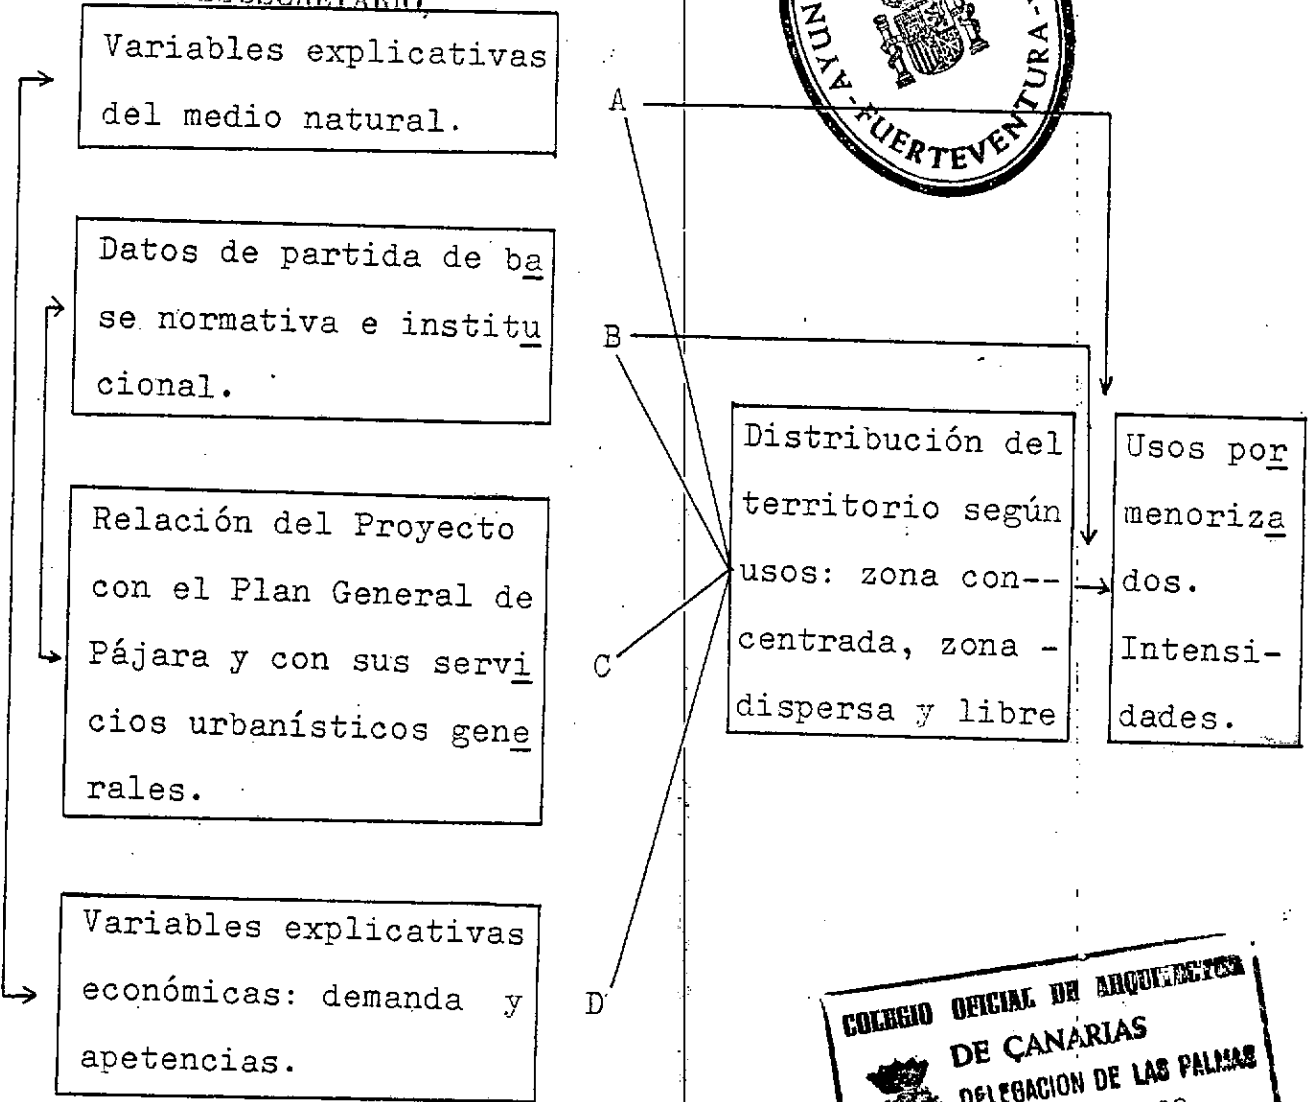 Variables explicativas
del medio natural.
A
AYUN
- FUERTEVENTURA -
Datos de partida de ba
se normativa e institu
cional.
B
Relación del Proyecto
con el Plan General de
Pájara y con sus servi
cios urbanísticos gene
rales.
C
Distribución del
territorio según
usos: zona con--
centrada, zona -
dispersa y libre
Usos por
menoriza
dos.
Intensi-
dades.
Variables explicativas
económicas: demanda y
apetencias.
D
COLEGIO OFICIAL DE ARQUITECTOS
DE CANARIAS
DELEGACION DE LAS PALMAS